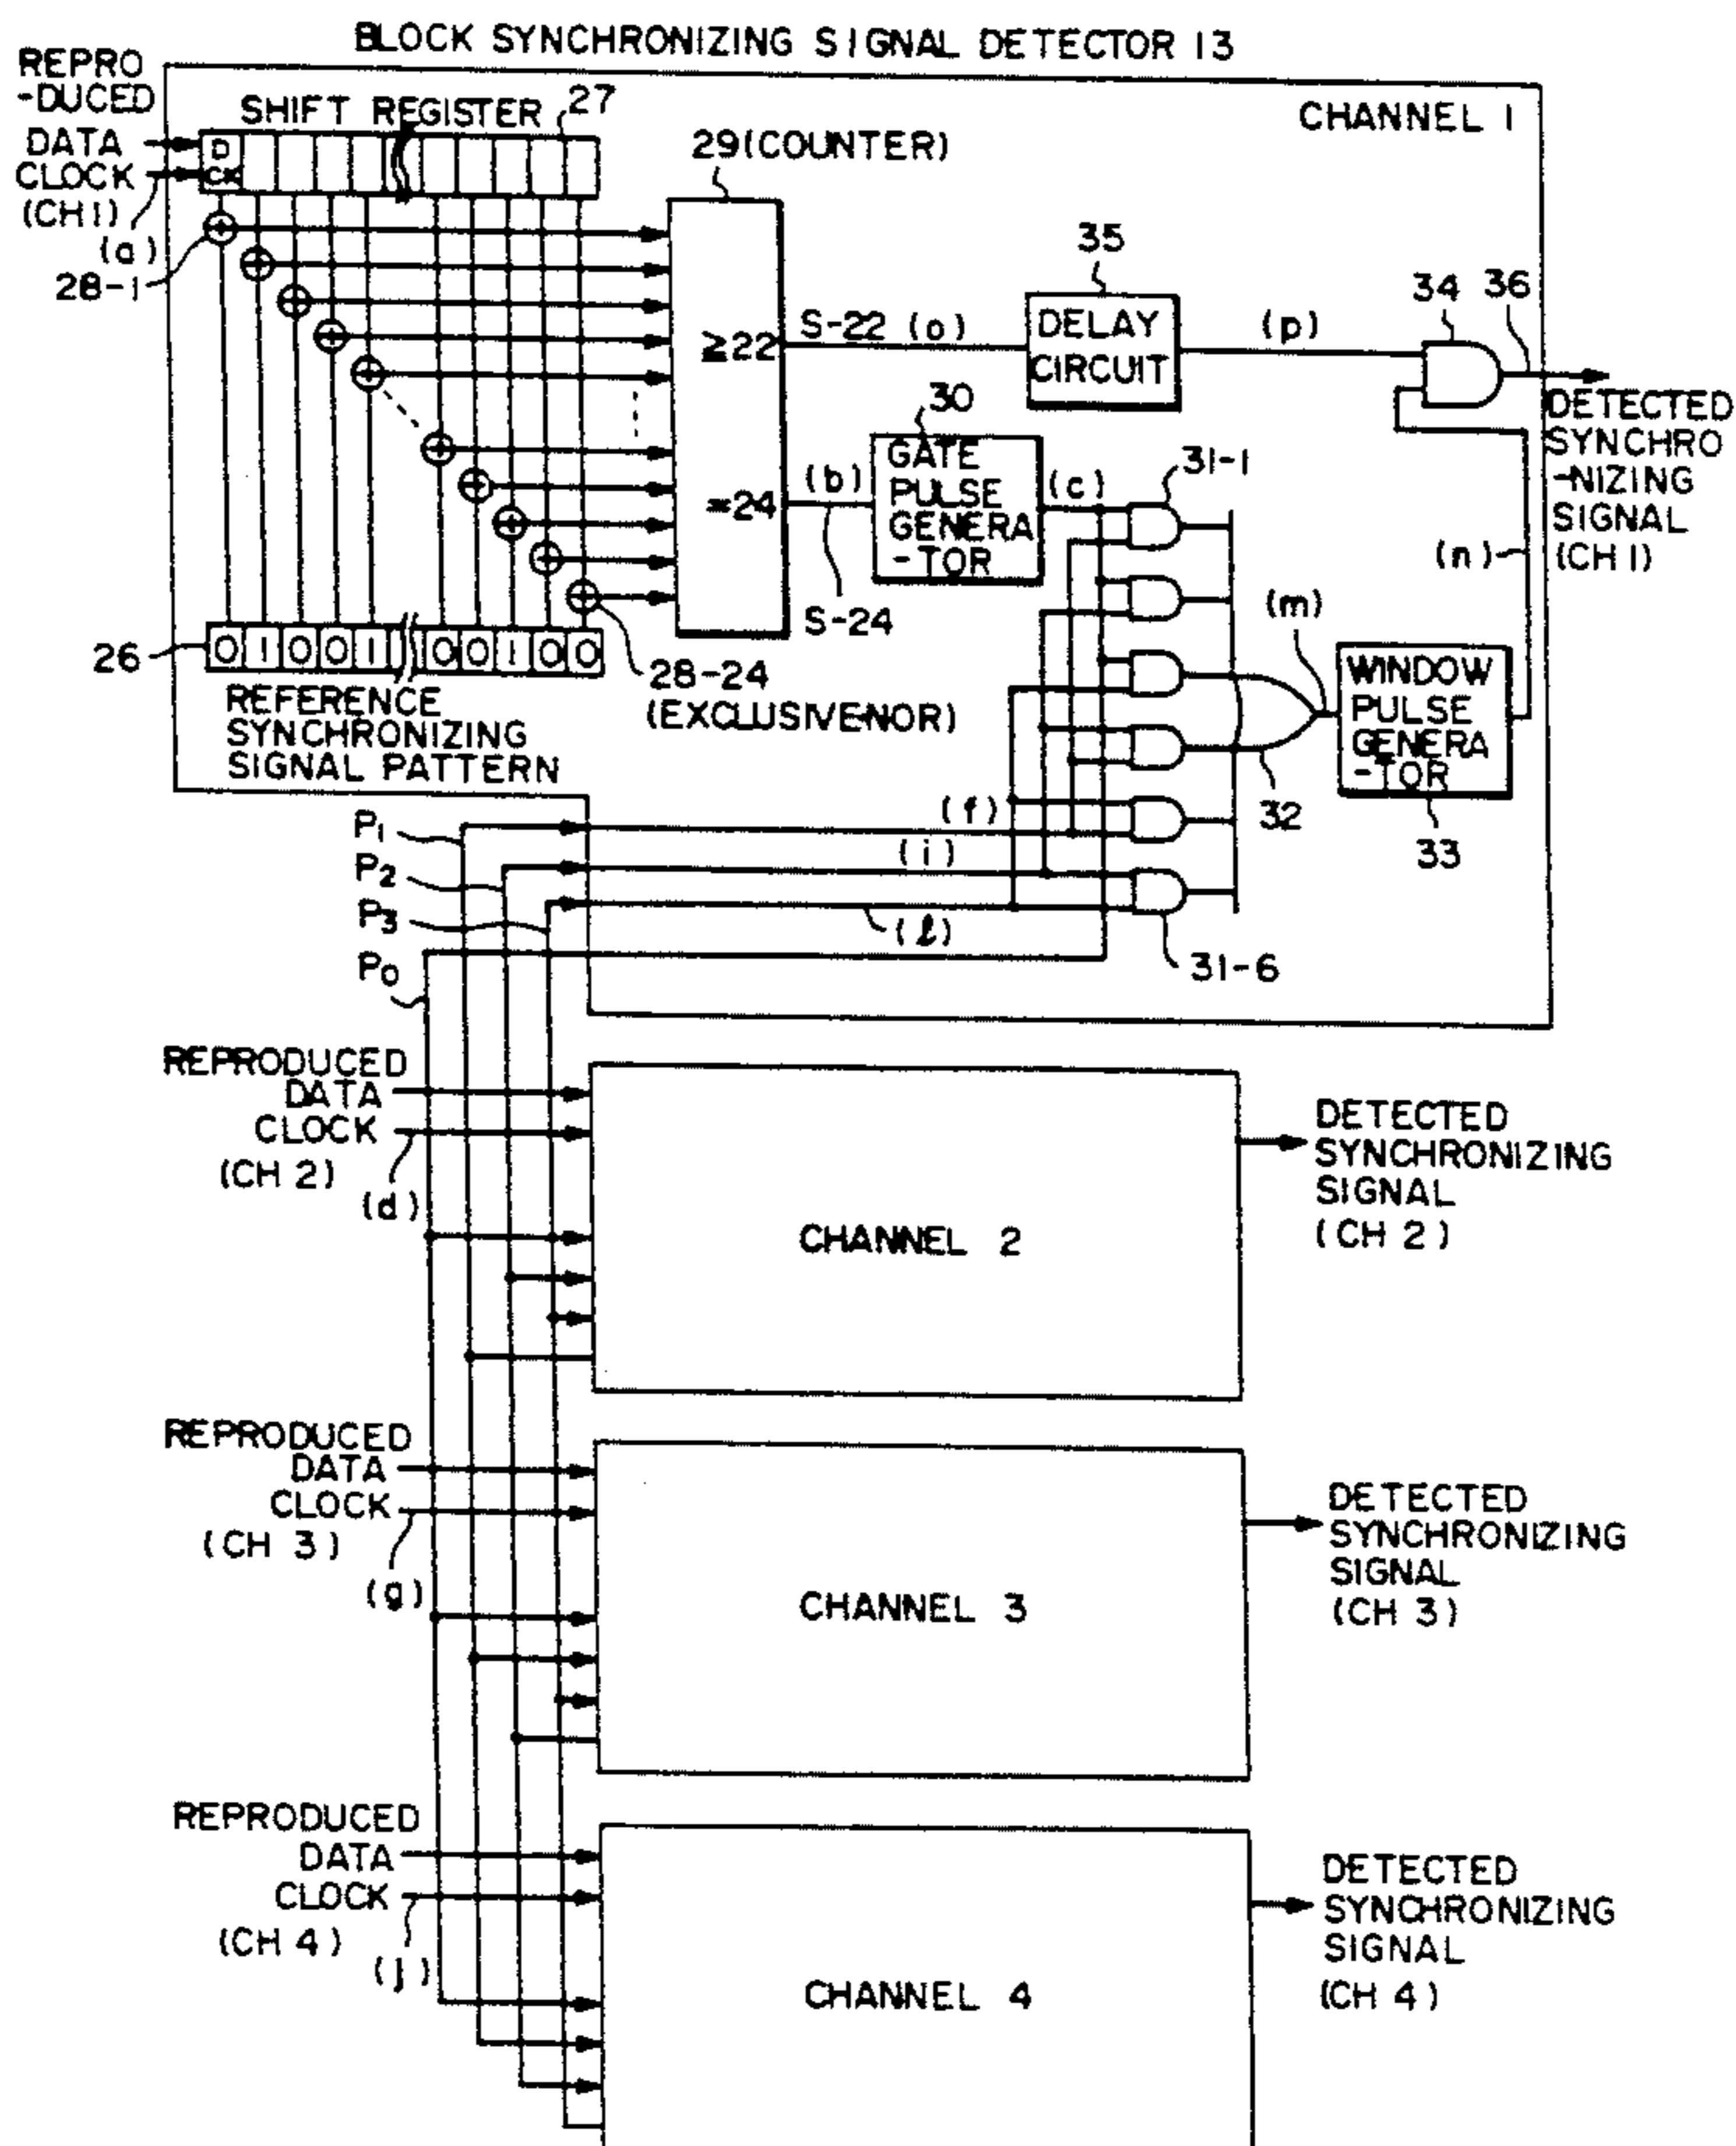 BLOCK SYNCHRONIZING SIGNAL DETECTOR 13
REPRO
-DUCED
DATA
CLOCK
(CH 1)
(a)
SHIFT REGISTER
27
CHANNEL 1
D
CK
28-1
29 (COUNTER)
≥22
=24
S-22 (o)
35
DELAY
CIRCUIT
(p)
34
36
DETECTED
SYNCHRO
-NIZING
SIGNAL
(CH 1)
30
GATE
PULSE
GENERA
-TOR
(b)
S-24
(c)
31-1
(n)
(m)
26
0 1 0 0 1 0 0 1 0 0
REFERENCE
SYNCHRONIZING
SIGNAL PATTERN
28-24
(EXCLUSIVE-NOR)
WINDOW
PULSE
GENERA
-TOR
32
33
P1
P2
P3
P0
(f)
(i)
(l)
31-6
REPRODUCED
DATA
CLOCK
(CH 2)
(d)
CHANNEL 2
DETECTED
SYNCHRONIZING
SIGNAL
(CH 2)
REPRODUCED
DATA
CLOCK
(CH 3)
(g)
CHANNEL 3
DETECTED
SYNCHRONIZING
SIGNAL
(CH 3)
REPRODUCED
DATA
CLOCK
(CH 4)
(j)
CHANNEL 4
DETECTED
SYNCHRONIZING
SIGNAL
(CH 4)